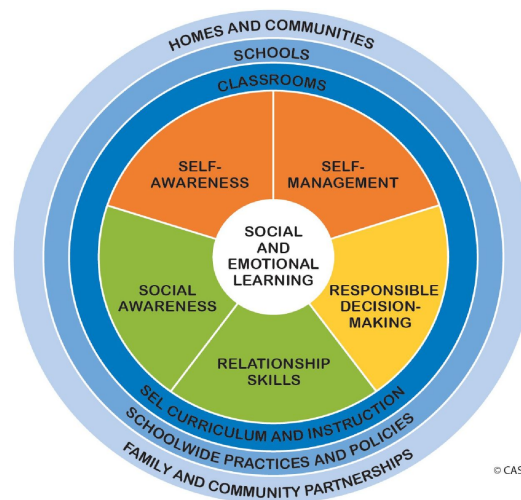 HOMES AND COMMUNITIES
SCHOOLS
CLASSROOMS
SELF-
AWARENESS
SELF-
MANAGEMENT
SOCIAL
AND
EMOTIONAL
LEARNING
SOCIAL
AWARENESS
RESPONSIBLE
DECISION-
MAKING
RELATIONSHIP
SKILLS
SEL CURRICULUM AND INSTRUCTION
SCHOOLWIDE PRACTICES AND POLICIES
FAMILY AND COMMUNITY PARTNERSHIPS
© CAS